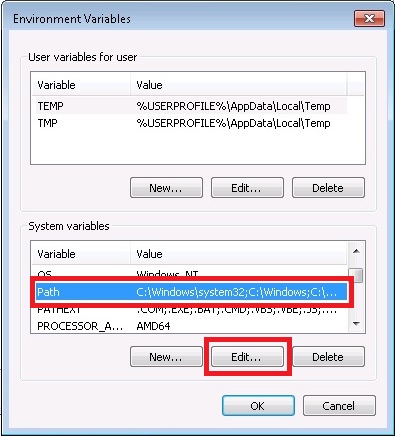 Environment Variables
User variables for user
Variable Value
TEMP %USERPROFILE%\AppData\Local\Temp
TMP %USERPROFILE%\AppData\Local\Temp
New... Edit... Delete
System variables
Variable Value
OS Windows_NT
Path C:\Windows\system32;C:\Windows;C:\...
PATHEXT .COM;.EXE;.BAT;.CMD;.VBS;.VBE;.JS;....
PROCESSOR_A... AMD64
New... Edit... Delete
OK Cancel